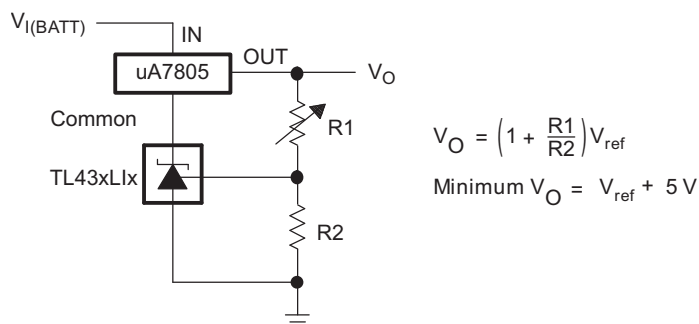 V_I(BATT)
IN
OUT
uA7805
V_O
Common
R1
TL43xLIx
R2
V_O = (1 + R1/R2) V_ref
Minimum V_O = V_ref + 5 V